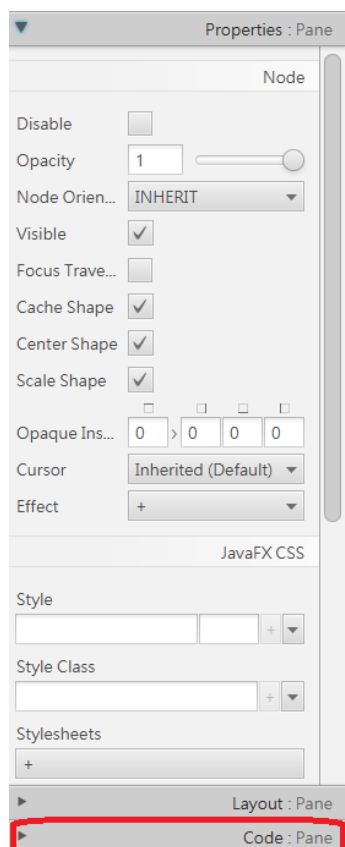 Properties : Pane
Node
Disable
Opacity 1
Node Orien... INHERIT
Visible
Focus Trave...
Cache Shape
Center Shape
Scale Shape
Opaque Ins... 0 > 0 0 0
Cursor Inherited (Default)
Effect +
JavaFX CSS
Style
+
Style Class
+
Stylesheets
+
Layout : Pane
Code : Pane